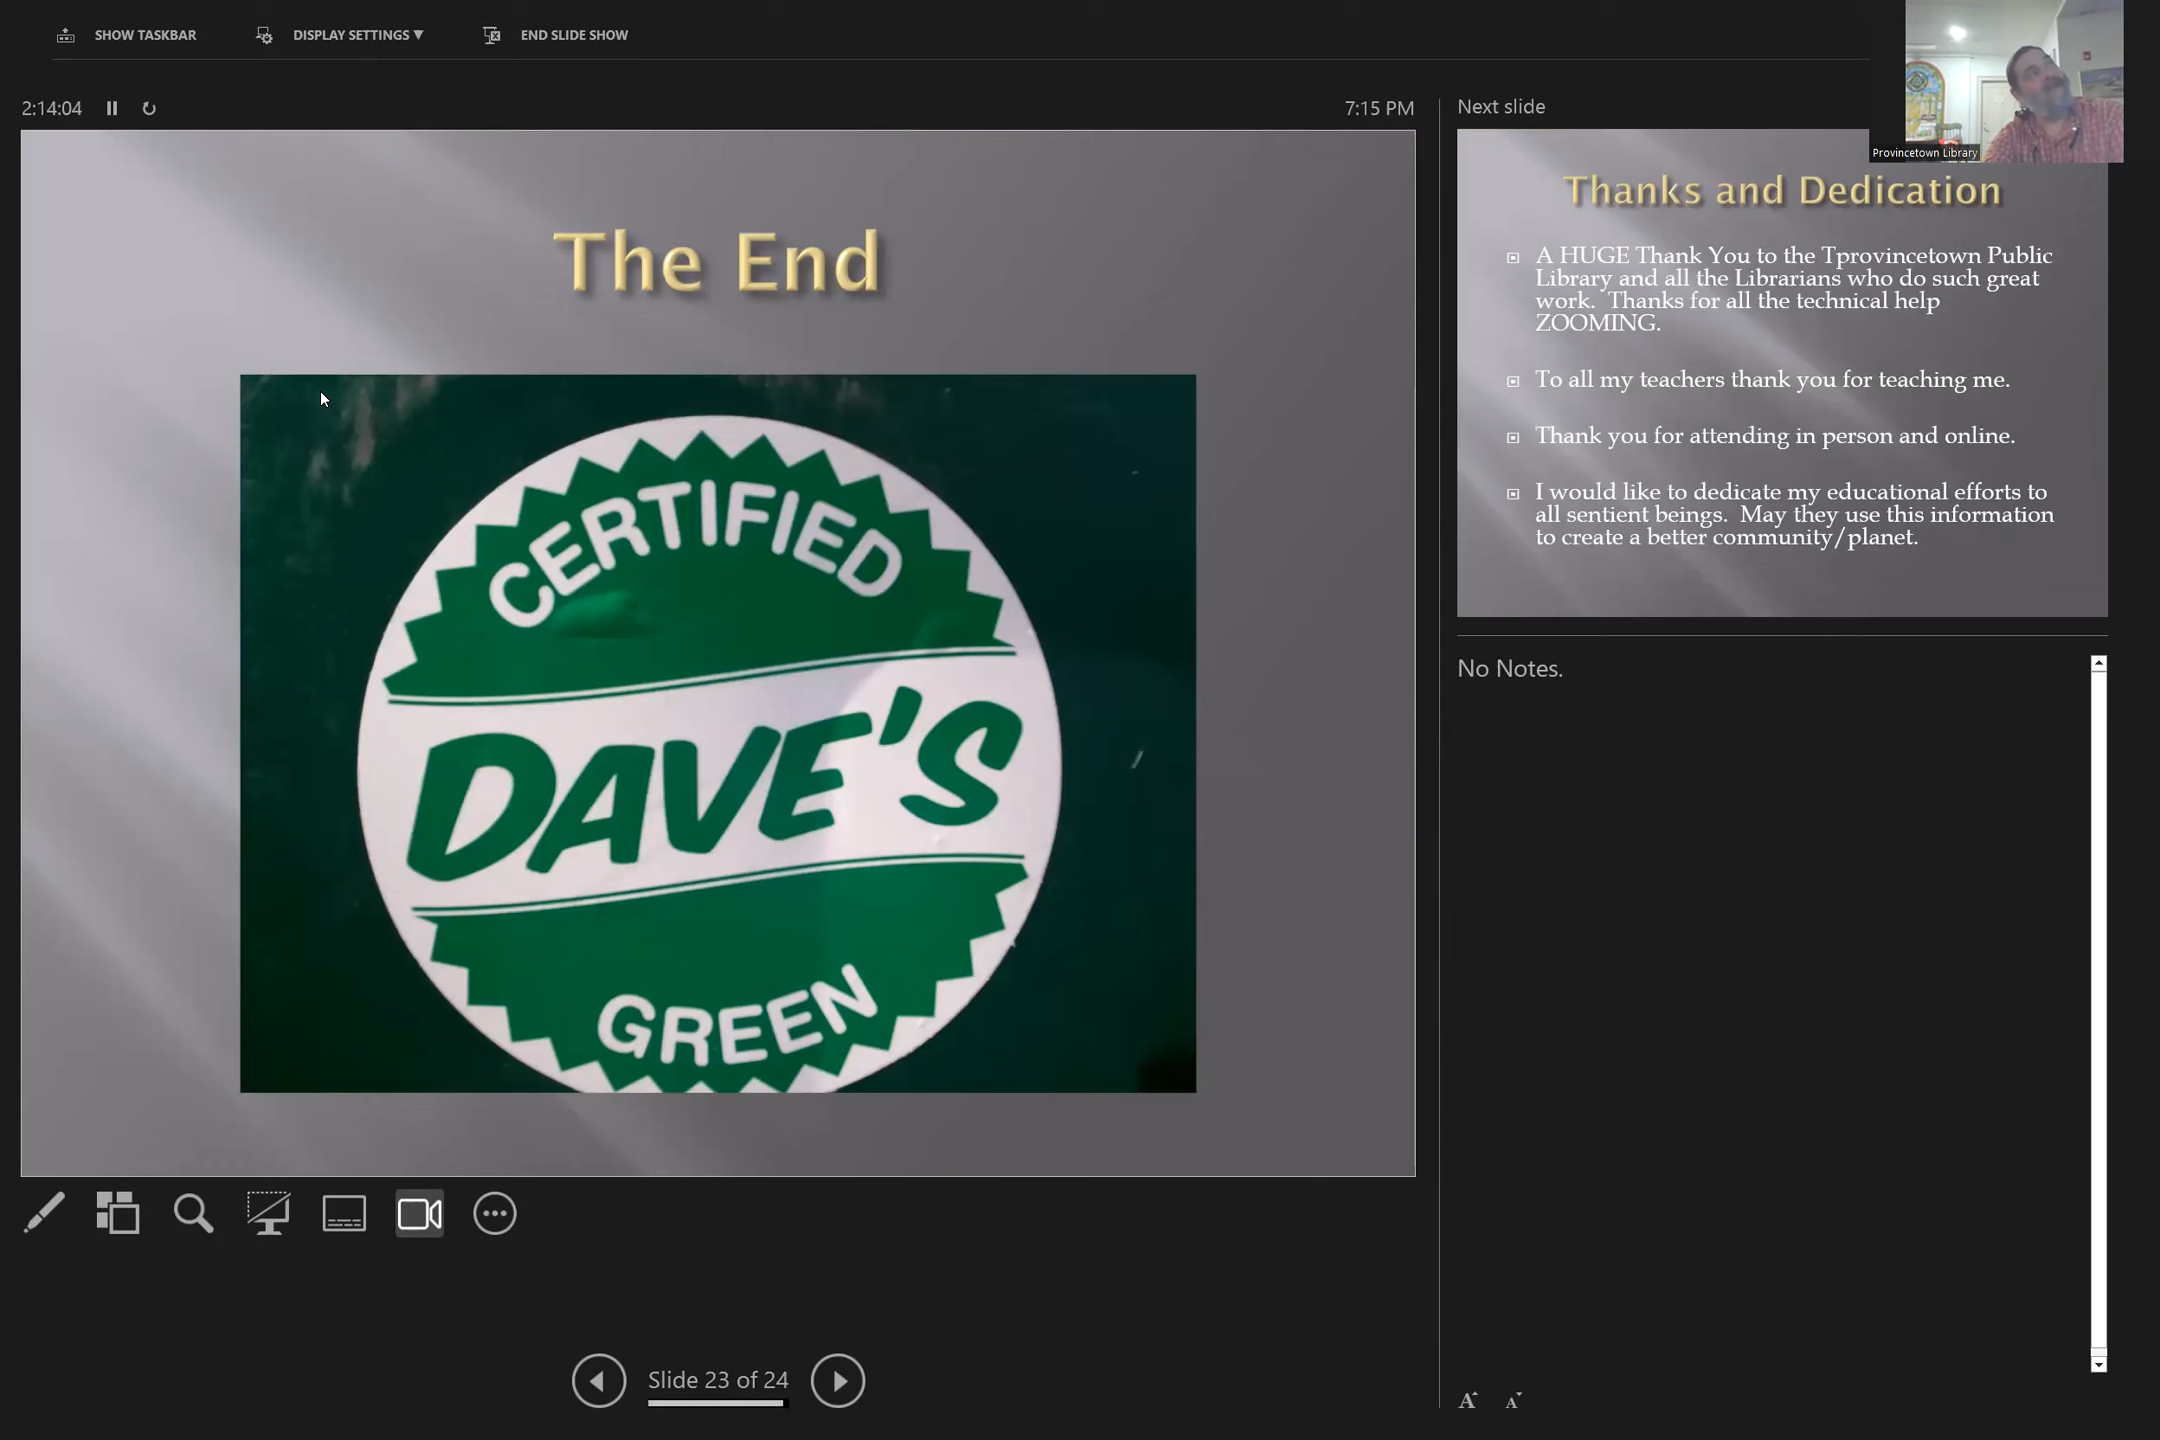 SHOW TASKBAR
DISPLAY SETTINGS ▼
END SLIDE SHOW
2:14:04
7:15 PM
The End
CERTIFIED
DAVE'S
GREEN
Slide 23 of 24
Next slide
Provincetown Library
Thanks and Dedication
A HUGE Thank You to the Tprovincetown Public
Library and all the Librarians who do such great
work. Thanks for all the technical help
ZOOMING.
To all my teachers thank you for teaching me.
Thank you for attending in person and online.
I would like to dedicate my educational efforts to
all sentient beings. May they use this information
to create a better community/planet.
No Notes.
A A